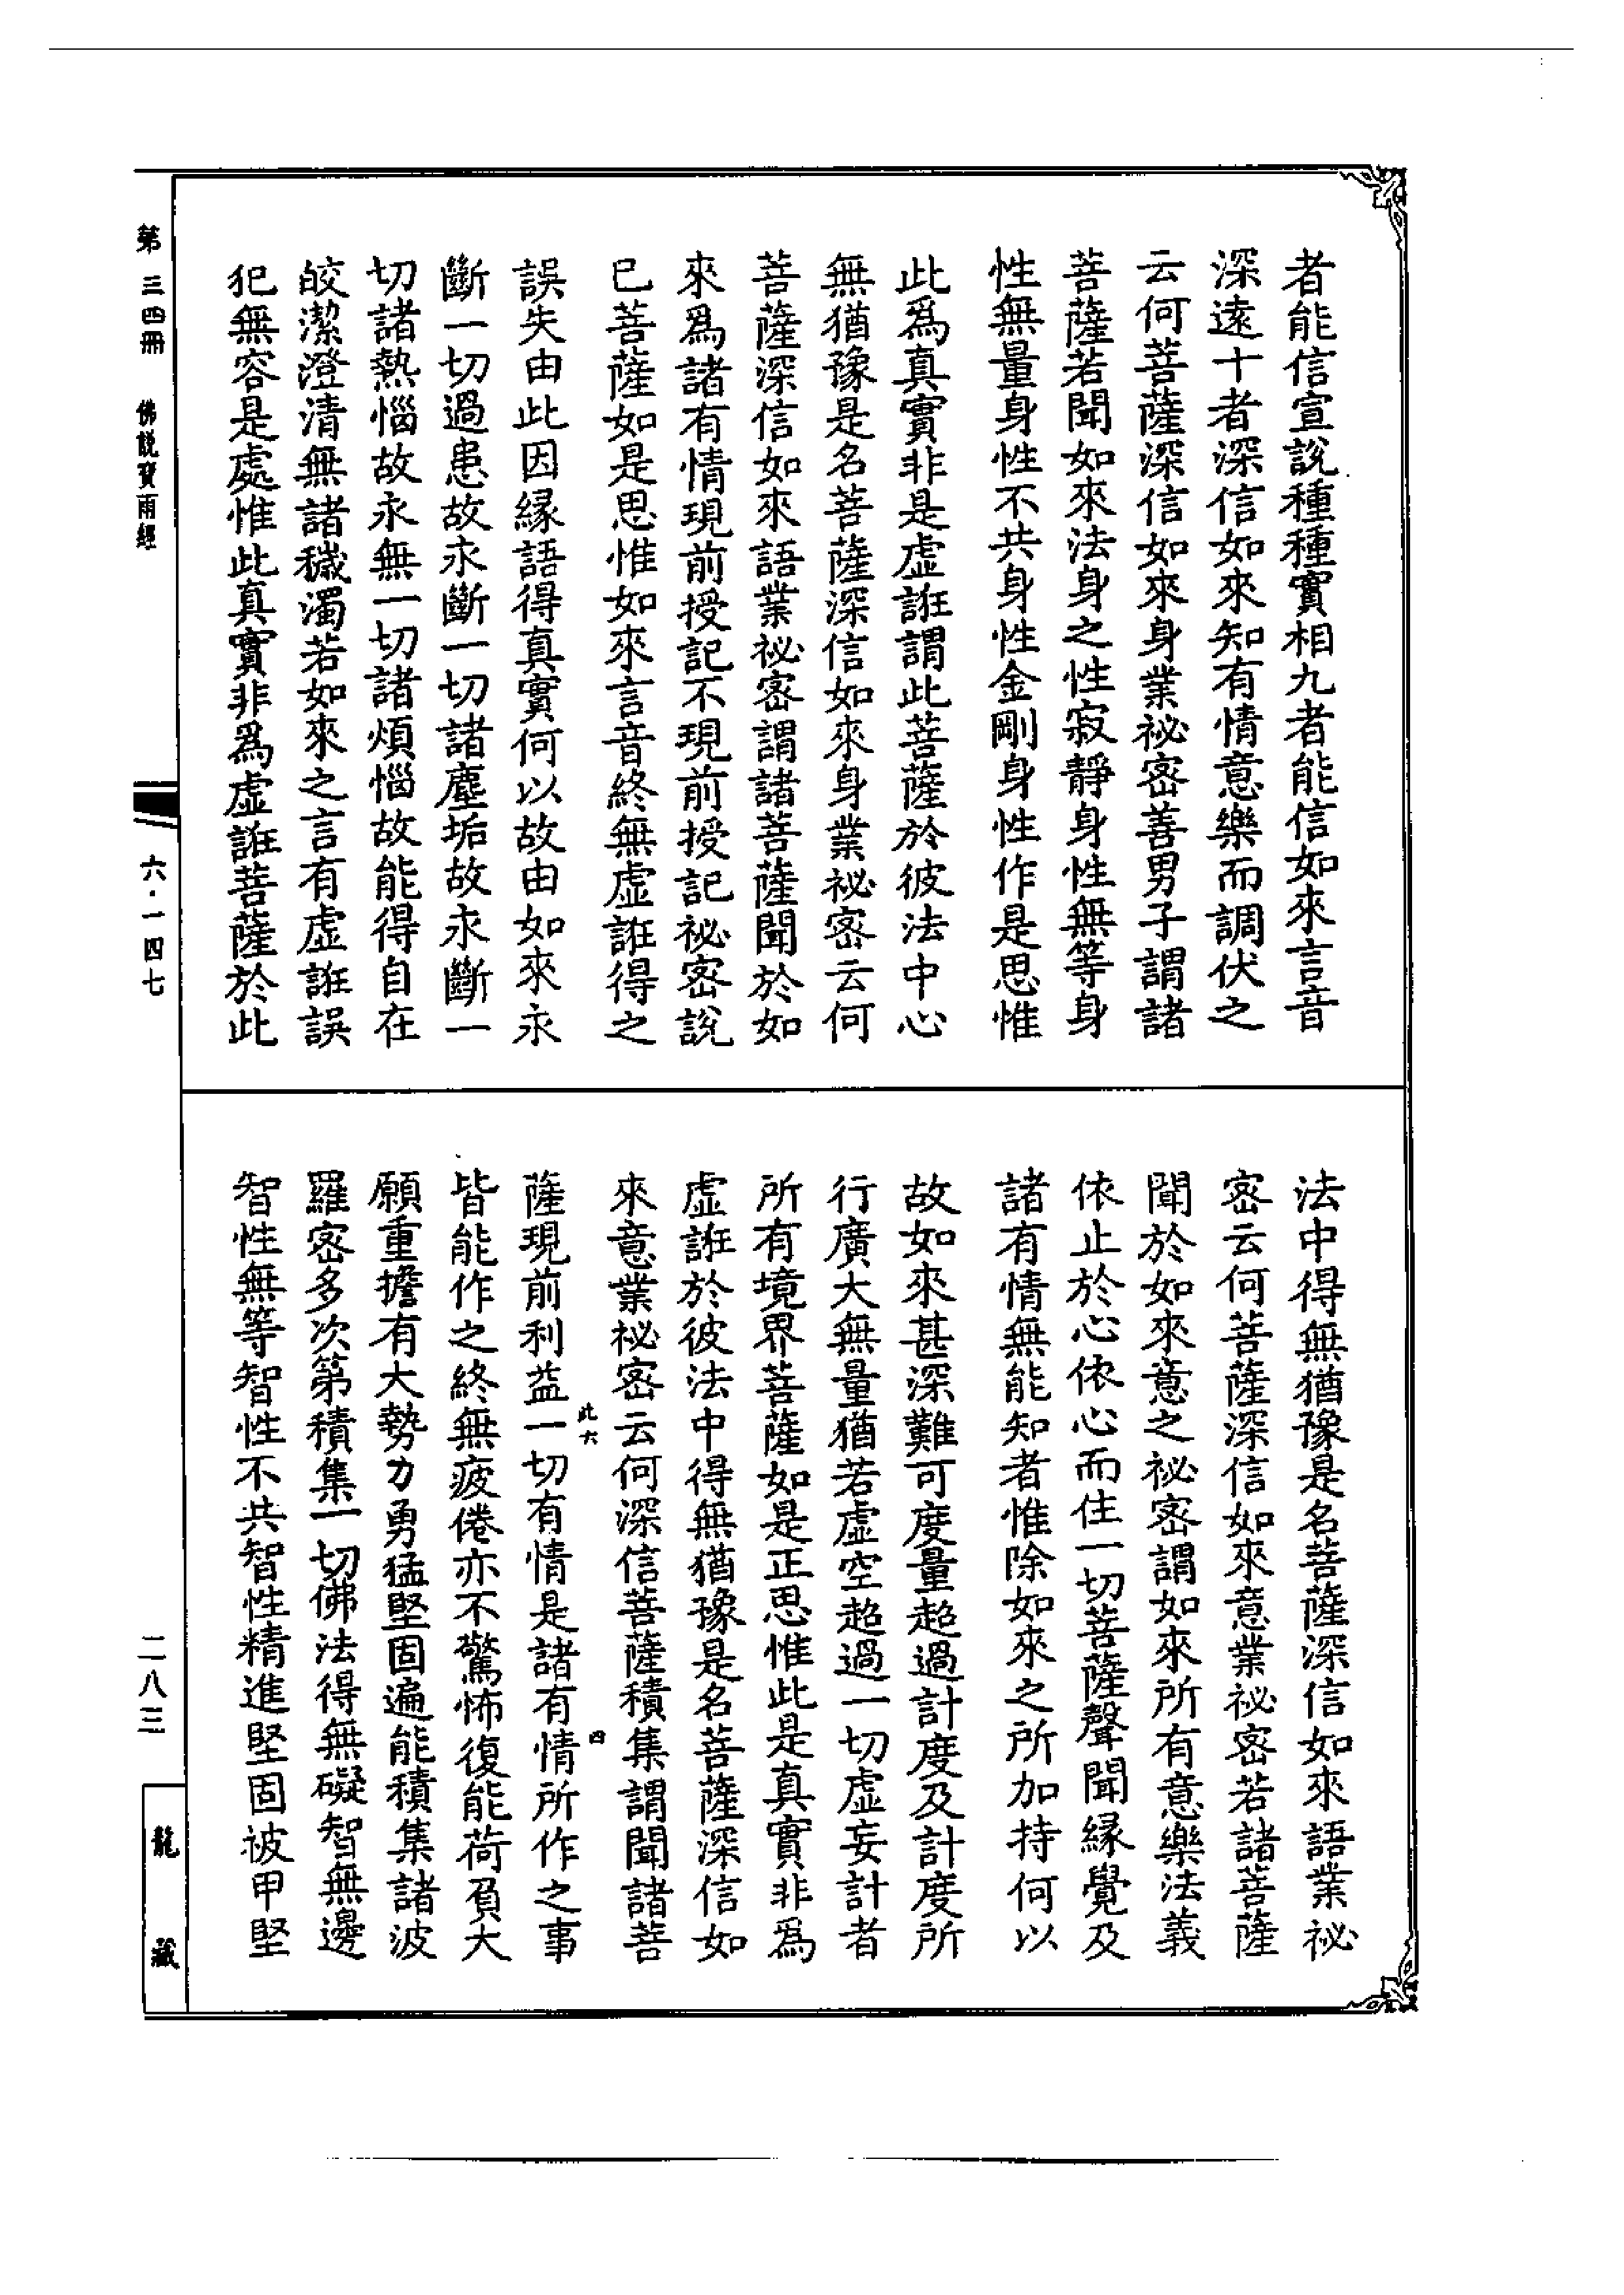 者能信宣說種種實相九者能信如來言音
深遠十者深信如來知有情意樂而調伏之
云何菩薩深信如來身業祕密善男子謂諸
菩薩若聞如來法身之性寂靜身性無等身
性無量身性不共身性金剛身性作是思惟
此爲真實非是虛誑謂此菩薩於彼法中心
無猶豫是名菩薩深信如來身業祕密云何
菩薩深信如來語業祕密謂諸菩薩聞於如
來爲諸有情現前授記不現前授記祕密說
已菩薩如是思惟如來言音終無虛誑得之
誤失由此因緣語得真實何以故由如來永
斷一切過患故永斷一切諸塵垢故永斷一
切諸熱惱故永無一切諸煩惱故能得自在
皎潔澄清無諸穢濁若如來之言有虛誑誤
犯無容是處惟此真實非爲虛誑菩薩於此
法中得無猶豫是名菩薩深信如來語業祕
密云何菩薩深信如來意業祕密若諸菩薩
聞於如來意之祕密謂如來所有意樂法義
依止於心依心而住一切菩薩聲聞緣覺及
諸有情無能知者惟除如來之所加持何以
故如來甚深難可度量超過計度及計度所
行廣大無量猶若虛空超過一切虛妄計者
所有境界菩薩如是正思惟此是真實非爲
虛誑於彼法中得無猶豫是名菩薩深信如
來意業祕密云何深信菩薩積集謂聞諸菩
此六
四
薩現前利益一切有情是諸有情所作之事
皆能作之終無疲倦亦不驚怖復能荷負大
願重擔有大勢力勇猛堅固遍能積集諸波
羅密多次第積集一切佛法得無礙智無邊
智性無等智性不共智性精進堅固被甲堅
第三四冊
佛說寶雨經
六·一四七
二八三
龍藏